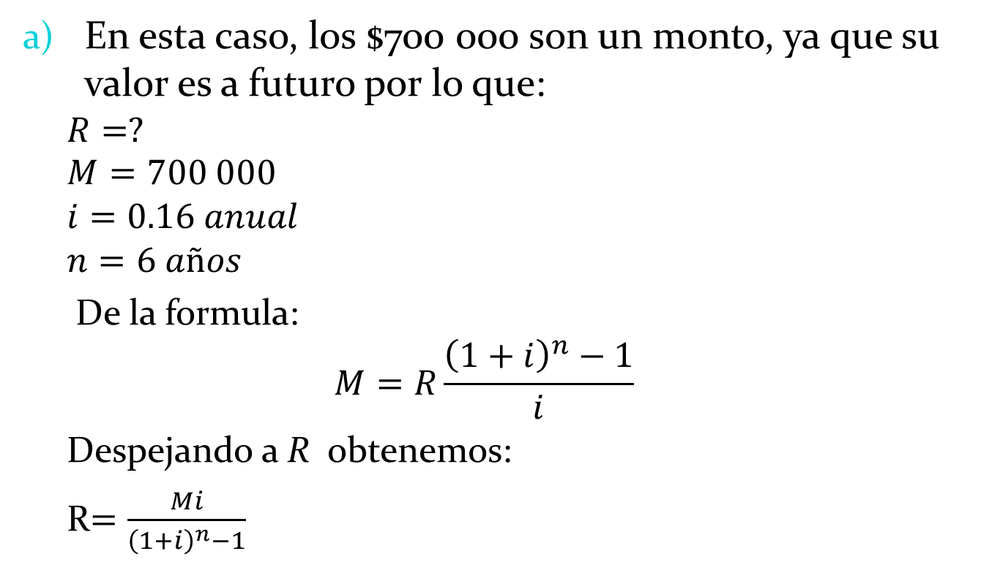 a) En esta caso, los $700 000 son un monto, ya que su
valor es a futuro por lo que:
R =?
M = 700 000
i = 0.16 anual
n = 6 años
De la formula:
M = R \frac{(1 + i)^n − 1}{i}
Despejando a R obtenemos:
R= \frac{Mi}{(1+i)^n−1}